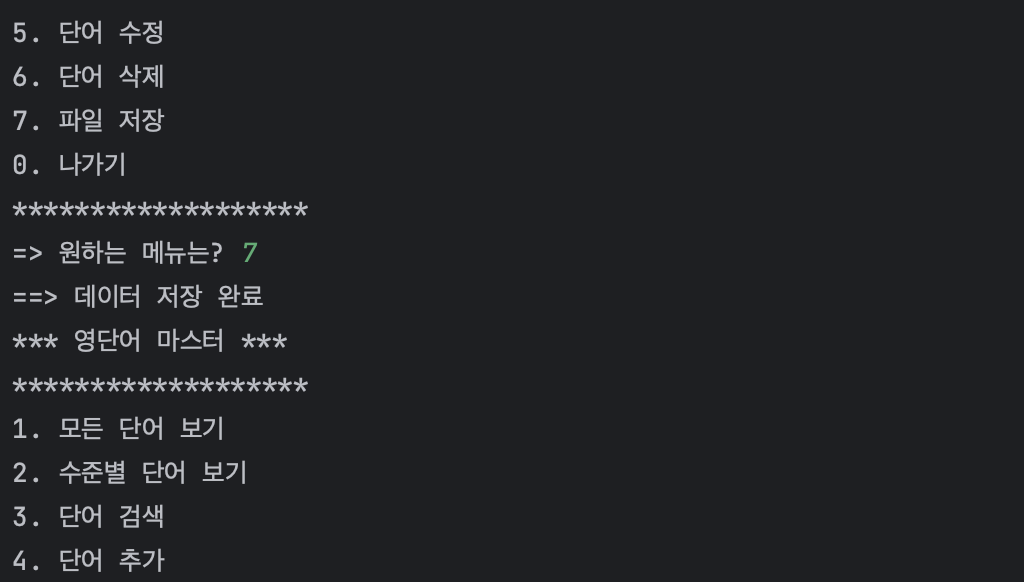 5. 단어 수정
6. 단어 삭제
7. 파일 저장
0. 나가기
*******************
=> 원하는 메뉴는? 7
==> 데이터 저장 완료
*** 영단어 마스터 ***
*******************
1. 모든 단어 보기
2. 수준별 단어 보기
3. 단어 검색
4. 단어 추가